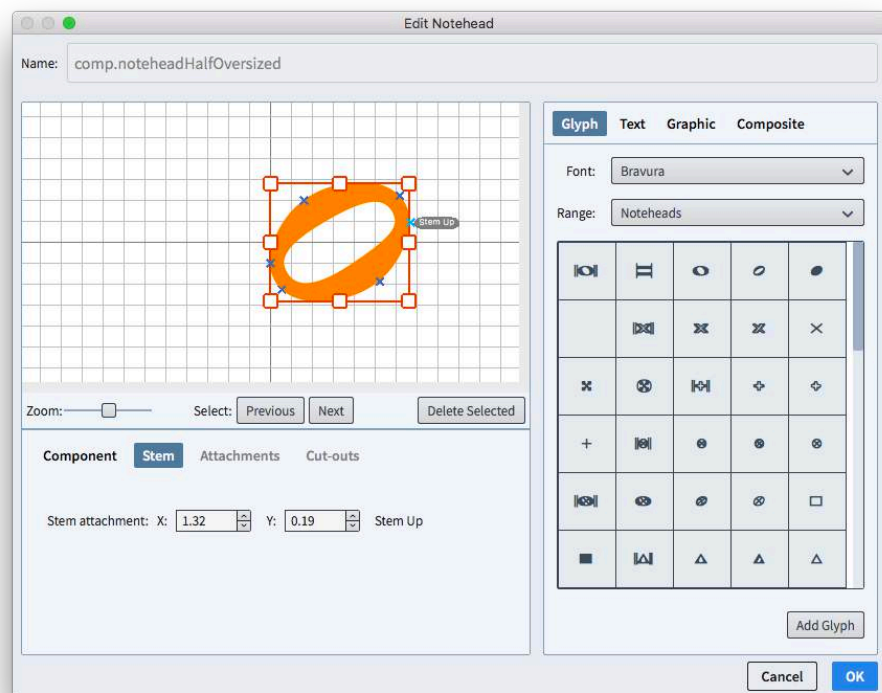 Edit Notehead
Name: comp.noteheadHalfOversized
Glyph Text Graphic Composite
Font: Bravura
Range: Noteheads
Stem Up
Zoom: Select: Previous Next Delete Selected
Component Stem Attachments Cut-outs
Stem attachment: X: 1.32 Y: 0.19 Stem Up
Add Glyph
Cancel OK